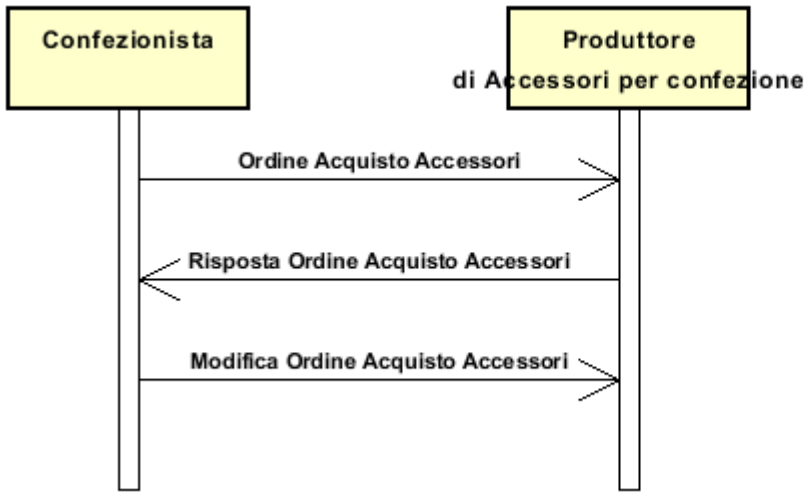 Confezionista
Produttore
di Accessori per confezione
Ordine Acquisto Accessori
Risposta Ordine Acquisto Accessori
Modifica Ordine Acquisto Accessori